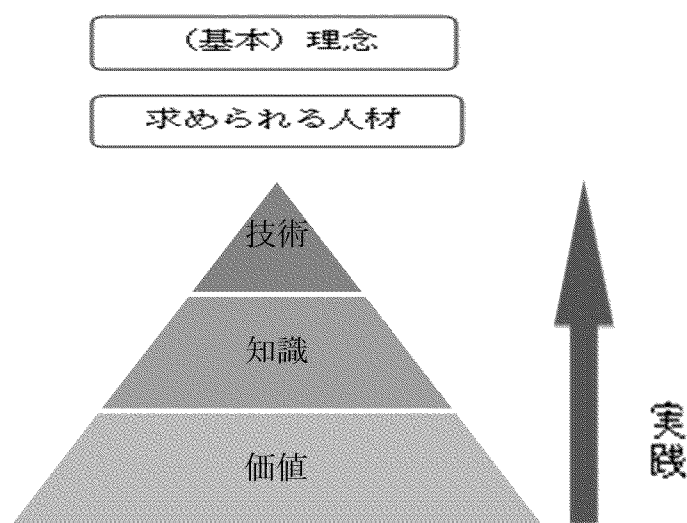 （基本）理念
求められる人材
技術
知識
価値
実践